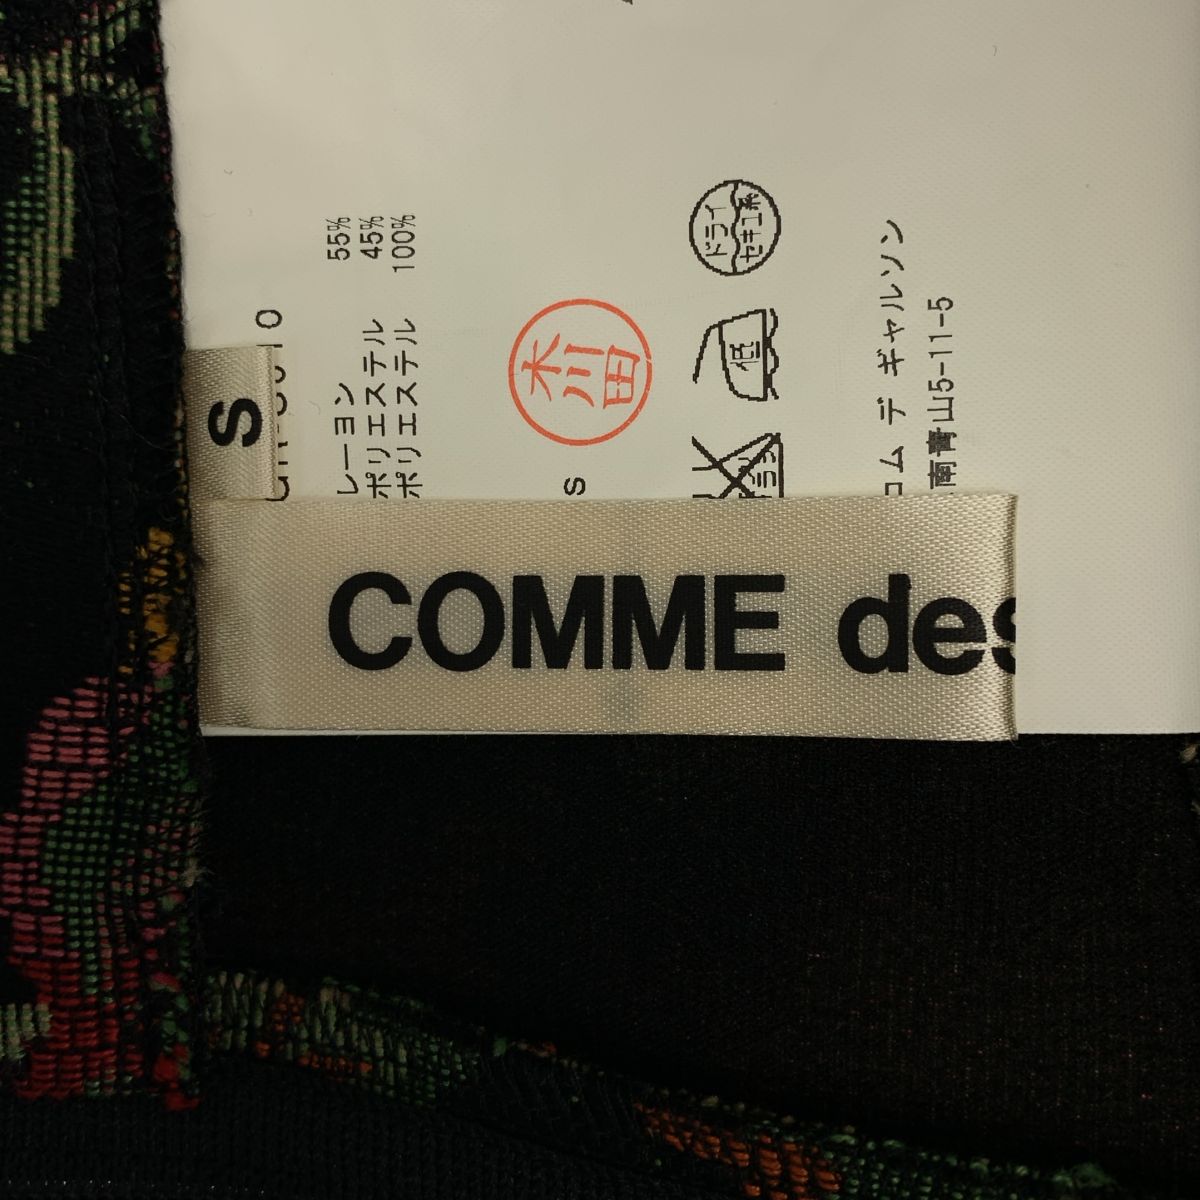 S
COMME des
レーヨン 55%
ポリエステル 45%
ポリエステル 100%
木川田
S
低
ドライ
セキユ系
コム デ ギャルソン
南青山5-11-5